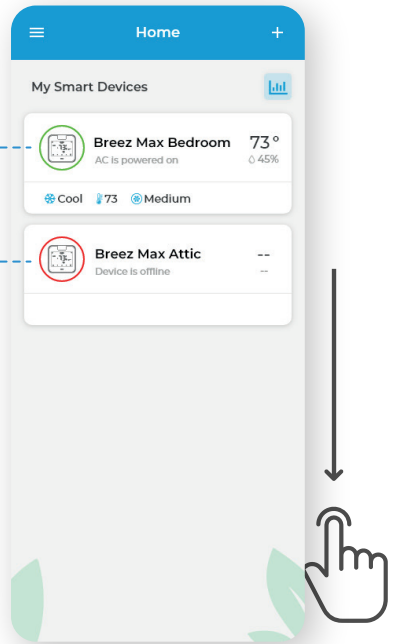 Home
My Smart Devices
Breez Max Bedroom 73°
AC is powered on 45%
Cool 73 Medium
Breez Max Attic --
Device is offline --